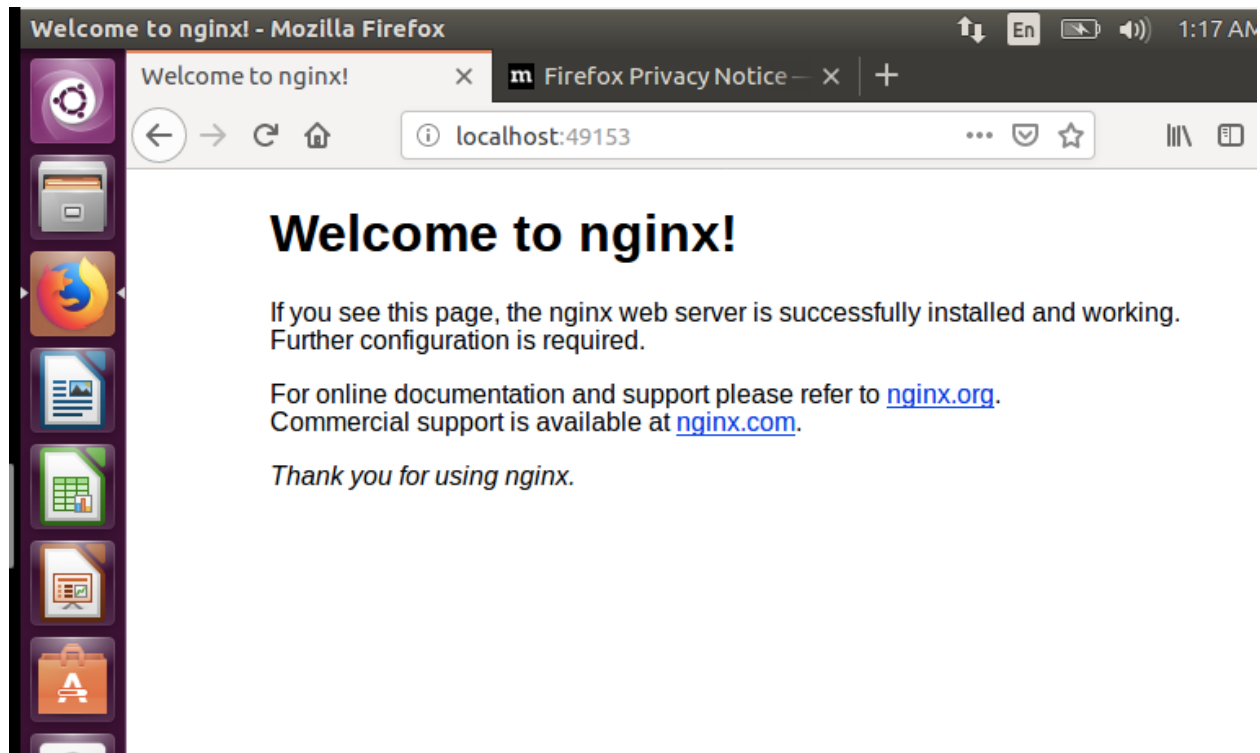 Welcome to nginx! - Mozilla Firefox En 1:17 AM
Welcome to nginx! m Firefox Privacy Notice —
localhost:49153
Welcome to nginx!
If you see this page, the nginx web server is successfully installed and working.
Further configuration is required.
For online documentation and support please refer to nginx.org.
Commercial support is available at nginx.com.
Thank you for using nginx.